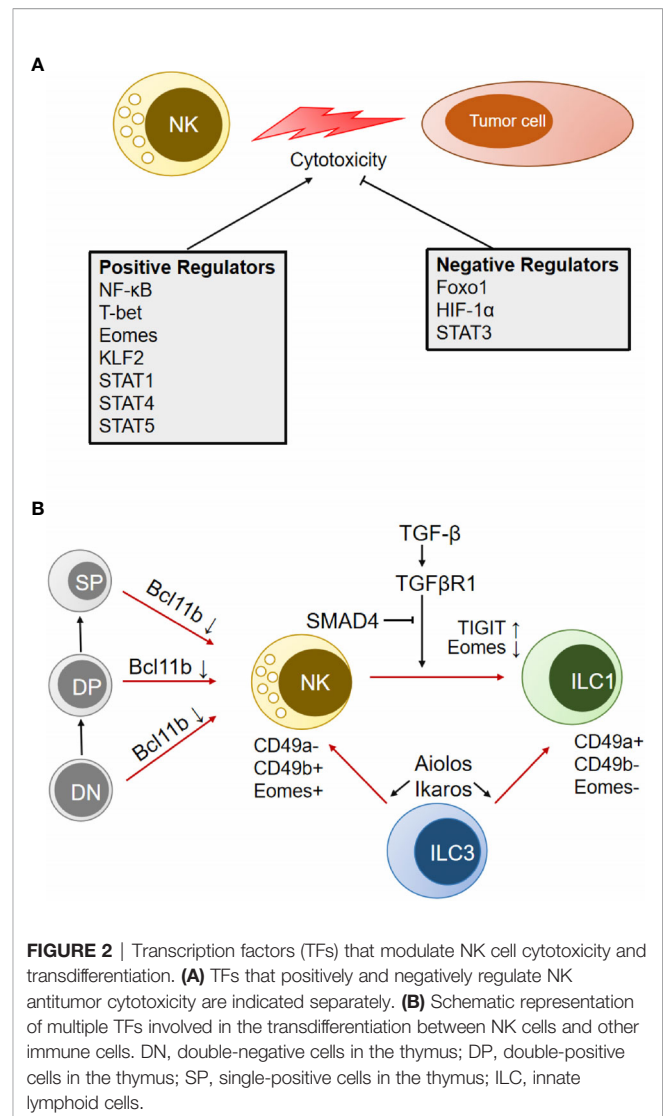 A
NK
Tumor cell
Cytotoxicity
Positive Regulators
NF-κB
T-bet
Eomes
KLF2
STAT1
STAT4
STAT5
Negative Regulators
Foxo1
HIF-1α
STAT3
B
SP
DP
DN
Bcl11b ↓
Bcl11b ↓
Bcl11b ↓
TGF-β
TGFβR1
SMAD4
TIGIT ↑
Eomes ↓
NK
ILC1
CD49a-
CD49b+
Eomes+
Aiolos
Ikaros
CD49a+
CD49b-
Eomes-
ILC3
FIGURE 2 | Transcription factors (TFs) that modulate NK cell cytotoxicity and
transdifferentiation. (A) TFs that positively and negatively regulate NK
antitumor cytotoxicity are indicated separately. (B) Schematic representation
of multiple TFs involved in the transdifferentiation between NK cells and other
immune cells. DN, double-negative cells in the thymus; DP, double-positive
cells in the thymus; SP, single-positive cells in the thymus; ILC, innate
lymphoid cells.